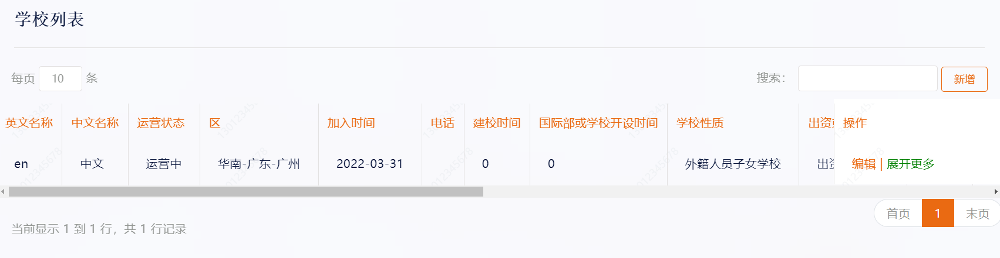 学校列表
每页 10 条 搜索： 新增
英文名称 中文名称 运营状态 区 加入时间 电话 建校时间 国际部或学校开设时间 学校性质 出资 操作
en 中文 运营中 华南-广东-广州 2022-03-31 0 0 外籍人员子女学校 出资 编辑 | 展开更多
首页 1 末页
当前显示 1 到 1 行，共 1 行记录